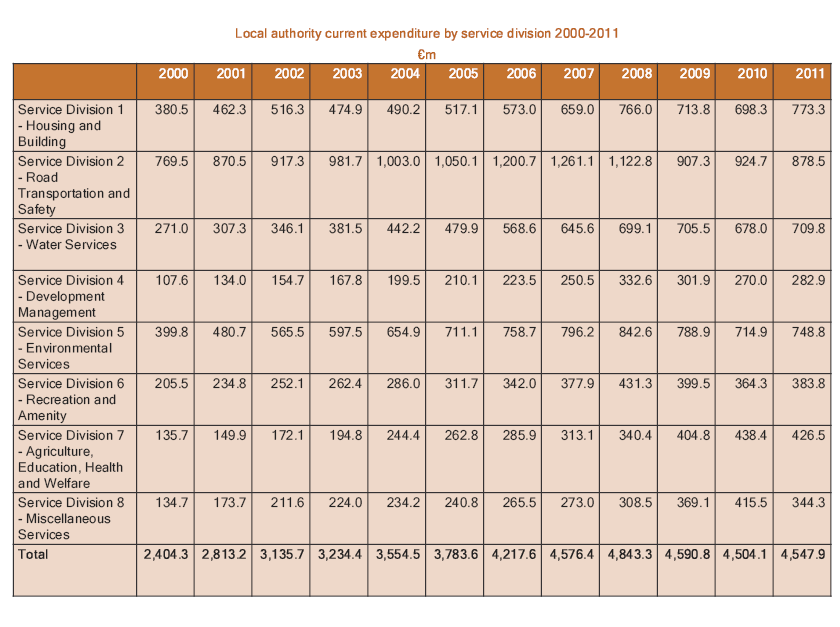 Local authority current expenditure by service division 2000-2011
€m
2000 2001 2002 2003 2004 2005 2006 2007 2008 2009 2010 2011
Service Division 1 380.5 462.3 516.3 474.9 490.2 517.1 573.0 659.0 766.0 713.8 698.3 773.3
- Housing and
Building
Service Division 2 769.5 870.5 917.3 981.7 1,003.0 1,050.1 1,200.7 1,261.1 1,122.8 907.3 924.7 878.5
- Road
Transportation and
Safety
Service Division 3 271.0 307.3 346.1 381.5 442.2 479.9 568.6 645.6 699.1 705.5 678.0 709.8
- Water Services
Service Division 4 107.6 134.0 154.7 167.8 199.5 210.1 223.5 250.5 332.6 301.9 270.0 282.9
- Development
Management
Service Division 5 399.8 480.7 565.5 597.5 654.9 711.1 758.7 796.2 842.6 788.9 714.9 748.8
- Environmental
Services
Service Division 6 205.5 234.8 252.1 262.4 286.0 311.7 342.0 377.9 431.3 399.5 364.3 383.8
- Recreation and
Amenity
Service Division 7 135.7 149.9 172.1 194.8 244.4 262.8 285.9 313.1 340.4 404.8 438.4 426.5
- Agriculture,
Education, Health
and Welfare
Service Division 8 134.7 173.7 211.6 224.0 234.2 240.8 265.5 273.0 308.5 369.1 415.5 344.3
- Miscellaneous
Services
Total 2,404.3 2,813.2 3,135.7 3,234.4 3,554.5 3,783.6 4,217.6 4,576.4 4,843.3 4,590.8 4,504.1 4,547.9